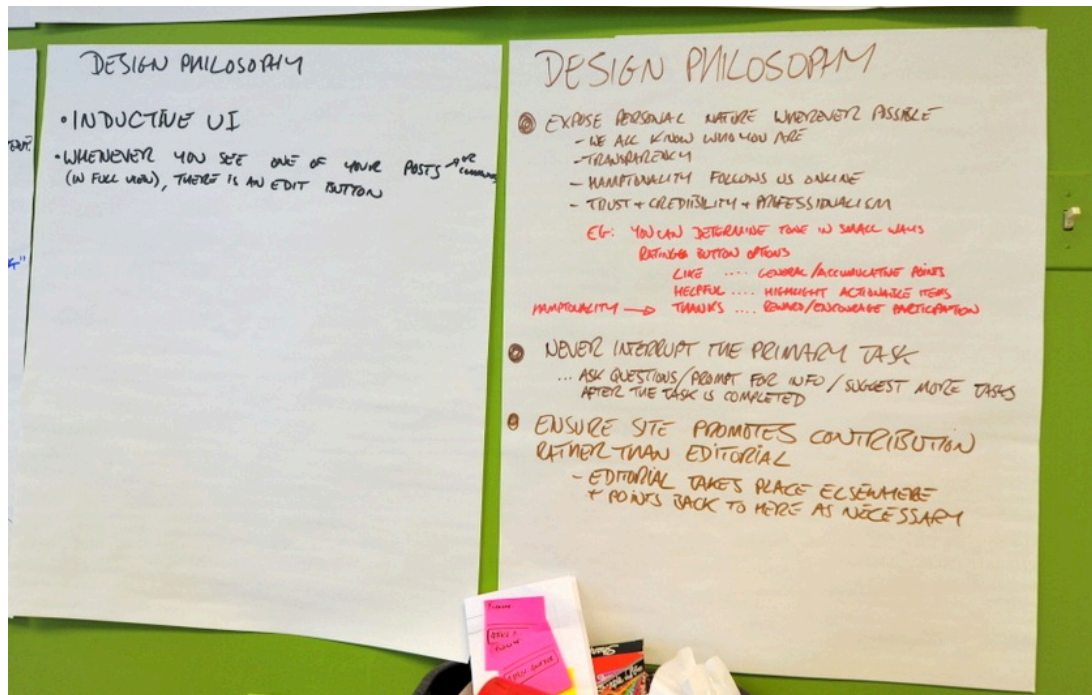 DESIGN PHILOSOPHY
• INDUCTIVE UI
• WHENEVER YOU SEE ONE OF YOUR POSTS OR COMMENTS
(IN FULL VIEW), THERE IS AN EDIT BUTTON
DESIGN PHILOSOPHY
EXPOSE PERSONAL NATURE WHEREVER POSSIBLE
- WE ALL KNOW WHO YOU ARE
- TRANSPARENCY
- HAMPTONALITY FOLLOWS US ONLINE
- TRUST + CREDIBILITY + PROFESSIONALISM
EG: YOU CAN DETERMINE TONE IN SMALL WAYS
RATINGS BUTTON OPTIONS
LIKE .... GENERAL/ACCUMULATIVE POINTS
HELPFUL .... HIGHLIGHT ACTIONABLE ITEMS
HAMPTONALITY → THANKS .... REWARD/ENCOURAGE PARTICIPATION
NEVER INTERRUPT THE PRIMARY TASK
... ASK QUESTIONS/PROMPT FOR INFO/SUGGEST MORE TASKS
AFTER THE TASK IS COMPLETED
ENSURE SITE PROMOTES CONTRIBUTION
RATHER THAN EDITORIAL
- EDITORIAL TAKES PLACE ELSEWHERE
+ POINTS BACK TO HERE AS NECESSARY
Sharpie